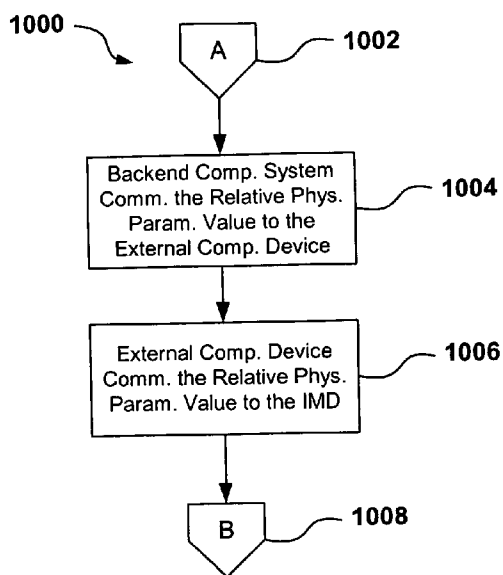 1000
A
1002
Backend Comp. System
Comm. the Relative Phys.
Param. Value to the
External Comp. Device
1004
External Comp. Device
Comm. the Relative Phys.
Param. Value to the IMD
1006
B
1008